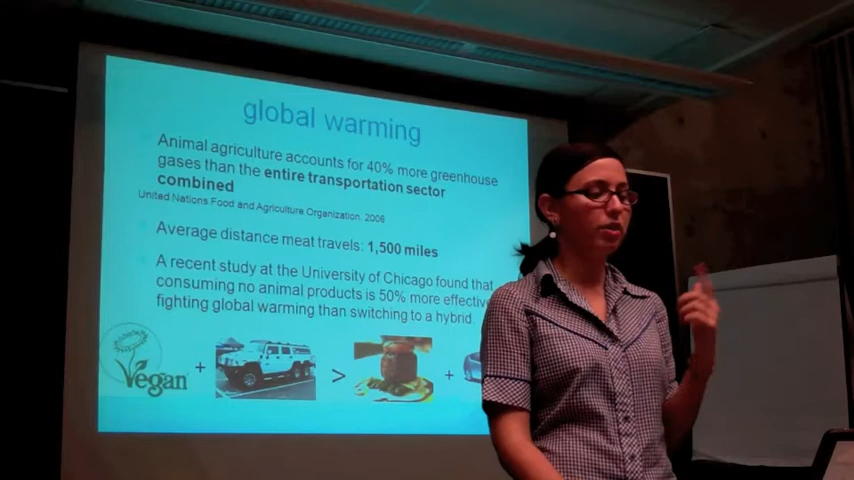 global warming
Animal agriculture accounts for 40% more greenhouse
gases than the entire transportation sector
combined
United Nations Food and Agriculture Organization. 2006
Average distance meat travels: 1,500 miles
A recent study at the University of Chicago found that
consuming no animal products is 50% more effective
fighting global warming than switching to a hybrid.
Vegan + > +